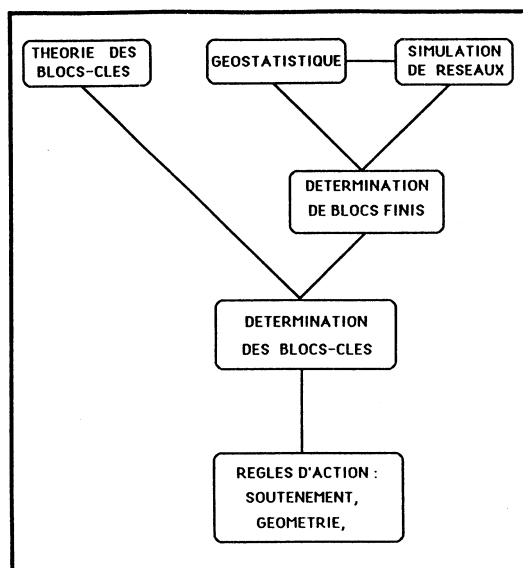 THEORIE DES
BLOCS-CLES
GEOSTATISTIQUE
SIMULATION
DE RESEAUX
DETERMINATION
DE BLOCS FINIS
DETERMINATION
DES BLOCS-CLES
REGLES D'ACTION :
SOUTENEMENT,
GEOMETRIE,